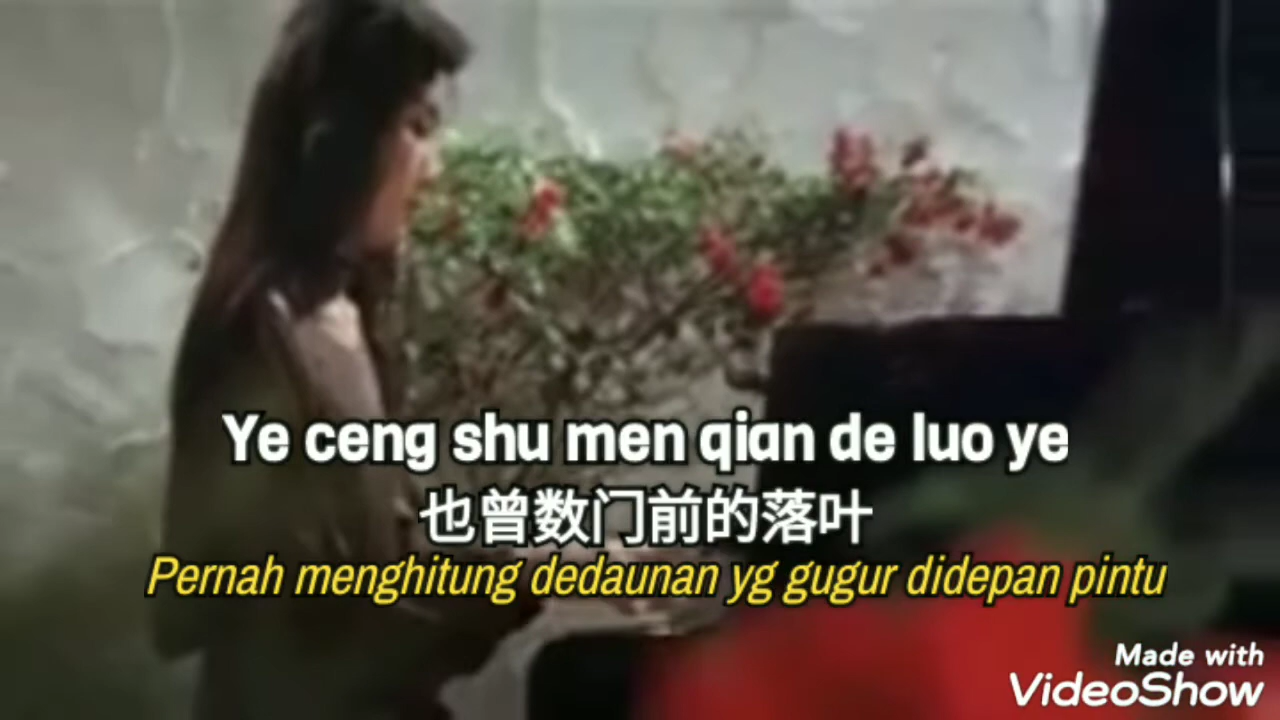 Ye ceng shu men qian de luo ye
也曾数门前的落叶
Pernah menghitung dedaunan yg gugur didepan pintu
Made with
VideoShow